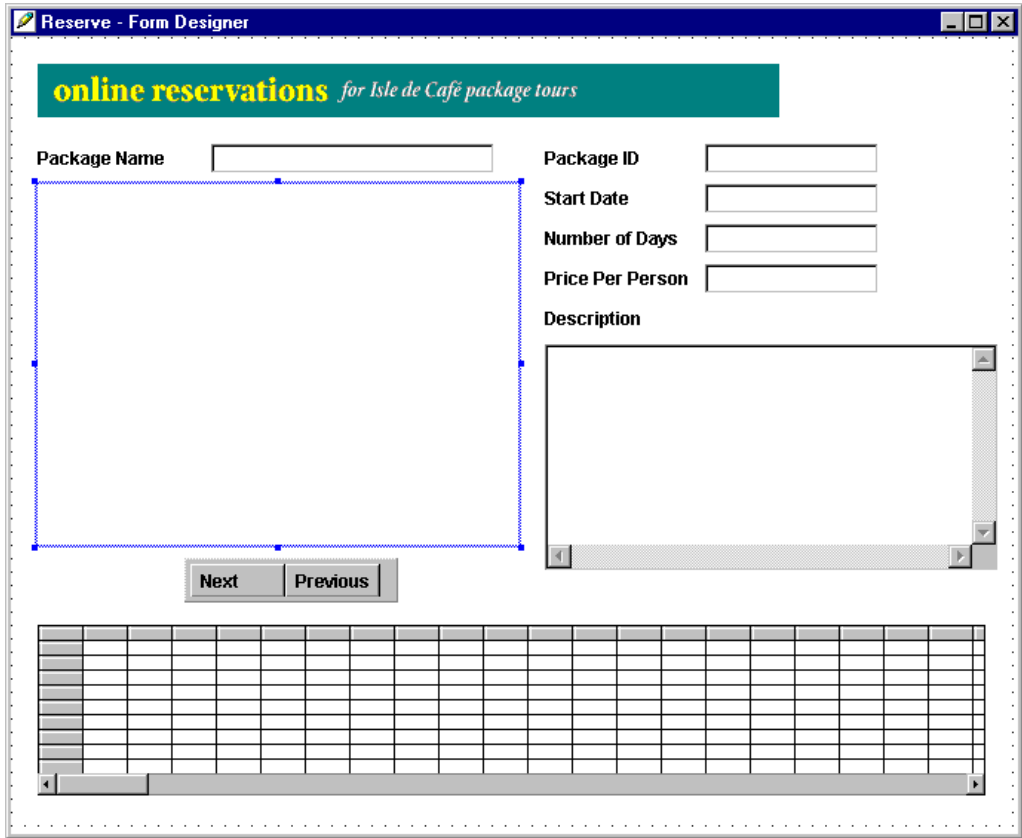 Reserve - Form Designer
online reservations for Isle de Café package tours
Package Name
Package ID
Start Date
Number of Days
Price Per Person
Description
Next Previous